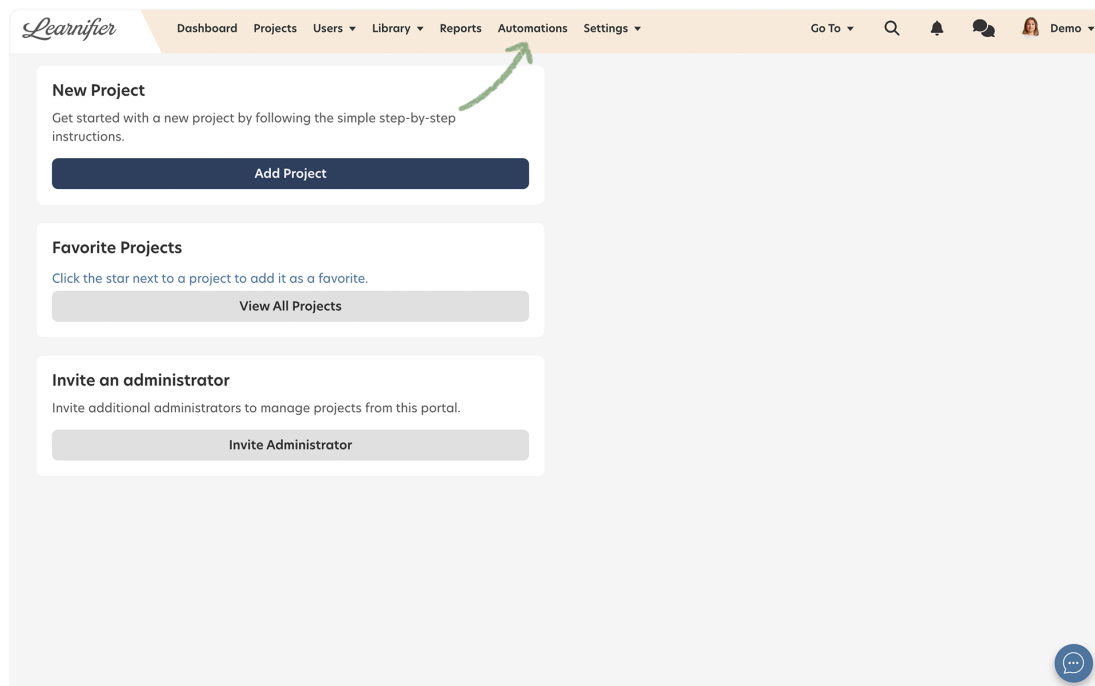 Learnifier
Dashboard Projects Users Library Reports Automations Settings Go To Demo
New Project
Get started with a new project by following the simple step-by-step
instructions.
Add Project
Favorite Projects
Click the star next to a project to add it as a favorite.
View All Projects
Invite an administrator
Invite additional administrators to manage projects from this portal.
Invite Administrator